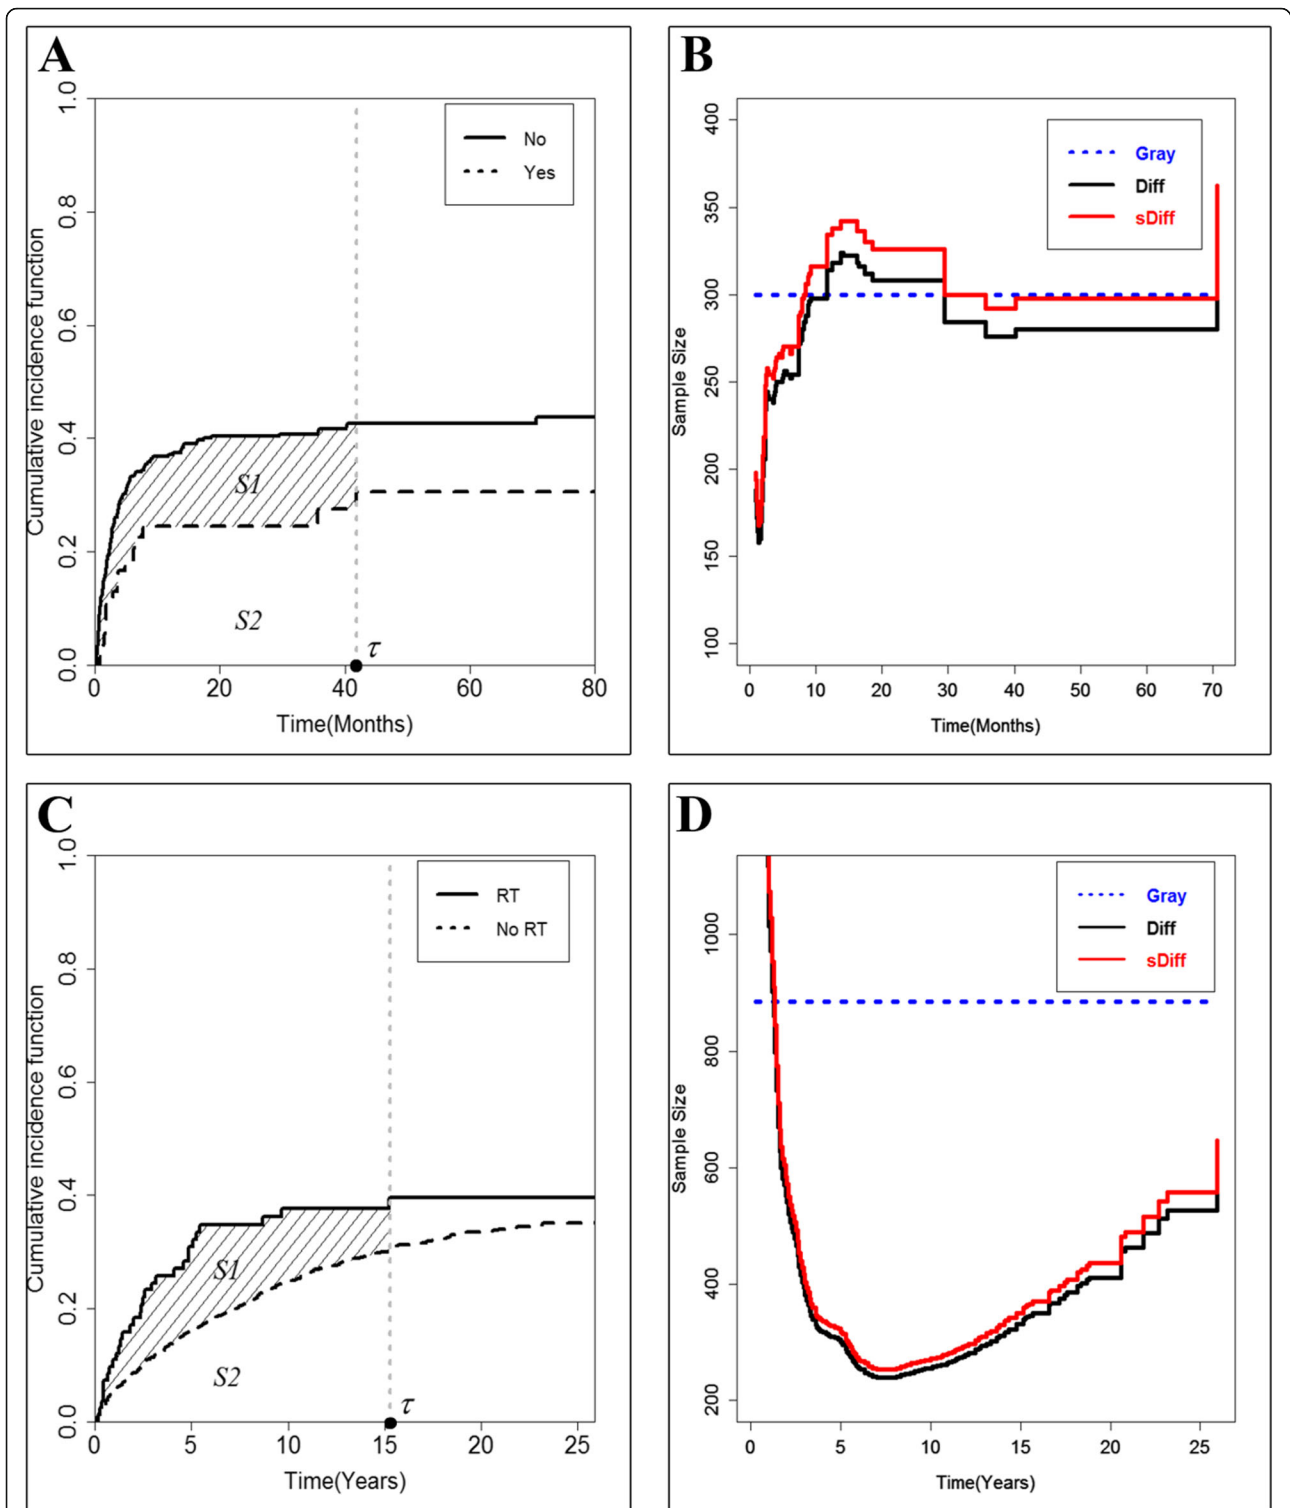 A
Cumulative incidence function
1.0
0.8
0.6
0.4
0.2
0.0
No
Yes
S1
S2
τ
0 20 40 60 80
Time(Months)
B
Sample Size
400
350
300
250
200
150
100
Gray
Diff
sDiff
0 10 20 30 40 50 60 70
Time(Months)
C
Cumulative incidence function
1.0
0.8
0.6
0.4
0.2
0.0
RT
No RT
S1
S2
τ
0 5 10 15 20 25
Time(Years)
D
Sample Size
1000
800
600
400
200
Gray
Diff
sDiff
0 5 10 15 20 25
Time(Years)